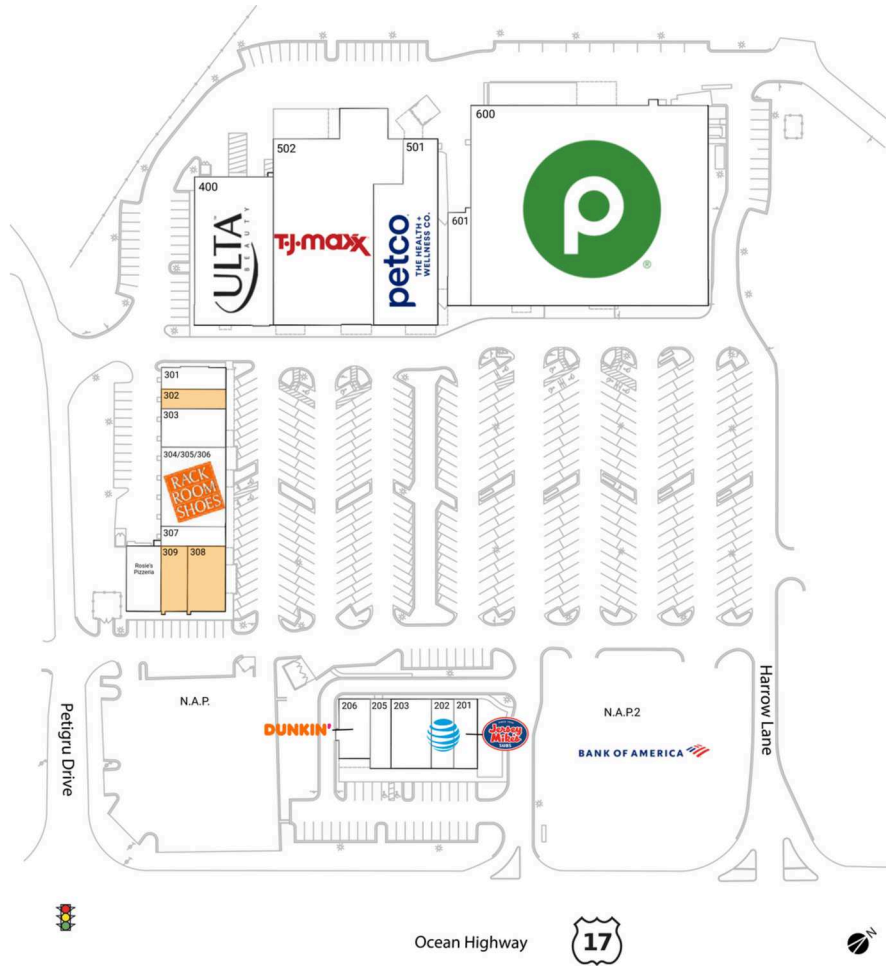 600
502
501
400
ULTA™
BEAUTY
T·J·maxx
petco®
THE HEALTH +
WELLNESS CO.
601
p
®
301
302
303
304/305/306
RACK
ROOM
SHOES
307
309
308
Rosie's
Pizzeria
N.A.P.
206
205
203
202
201
DUNKIN'
Jersey
Mike's
SUBS
N.A.P.2
BANK OF AMERICA
Petigru Drive
Harrow Lane
Ocean Highway
17
N